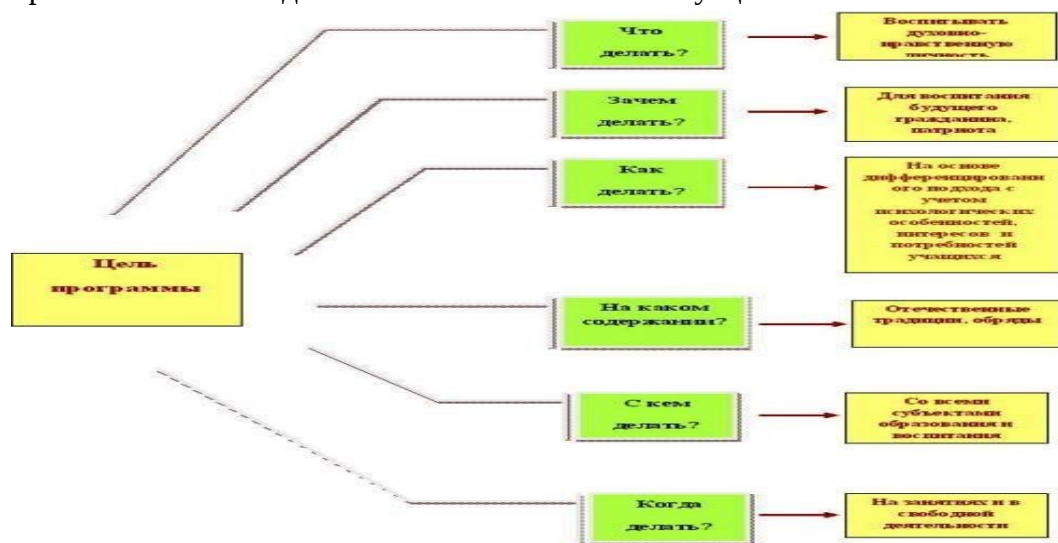 Что
делать?
Воспитывать
духовно-
нравственную
личность
Зачем
делать?
Для воспитания
будущего
гражданина,
патриота
Как
делать?
На основе
дифференцированн
ого подхода с
учетом
психологических
особенностей,
интересов и
потребностей
учащихся
Цель
программы
На каком
содержании?
Отечественные
традиции, обряды
С кем
делать?
Со всеми
субъектами
образования и
воспитания
Когда
делать?
На занятиях и в
свободной
деятельности